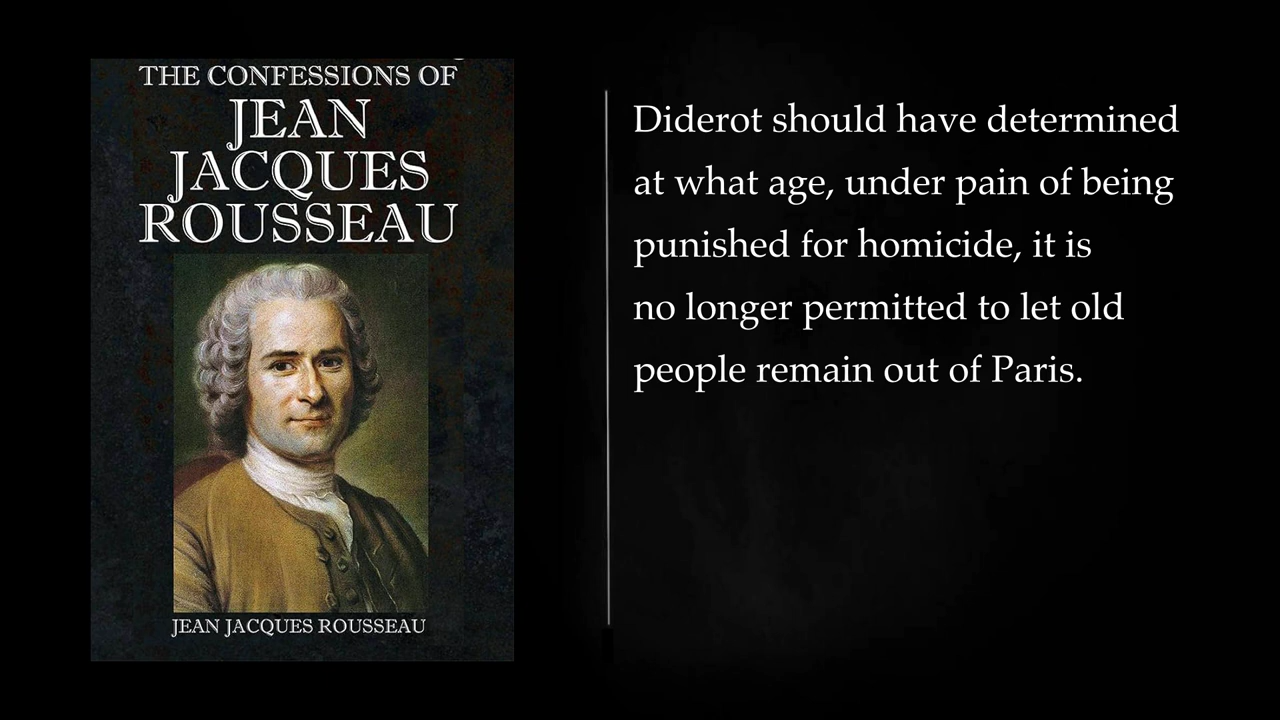 THE CONFESSIONS OF
JEAN
JACQUES
ROUSSEAU
JEAN JACQUES ROUSSEAU
Diderot should have determined
at what age, under pain of being
punished for homicide, it is
no longer permitted to let old
people remain out of Paris.